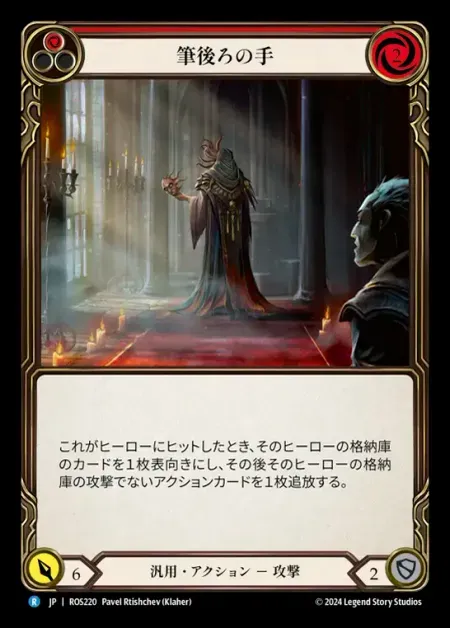 2
筆後ろの手
これがヒーローにヒットしたとき、そのヒーローの格納庫
のカードを1枚表向きにし、その後そのヒーローの格納
庫の攻撃でないアクションカードを1枚追放する。
6
汎用・アクション － 攻撃
2
R JP | ROS220 Pavel Rtishchev (Klaher)
© 2024 Legend Story Studios